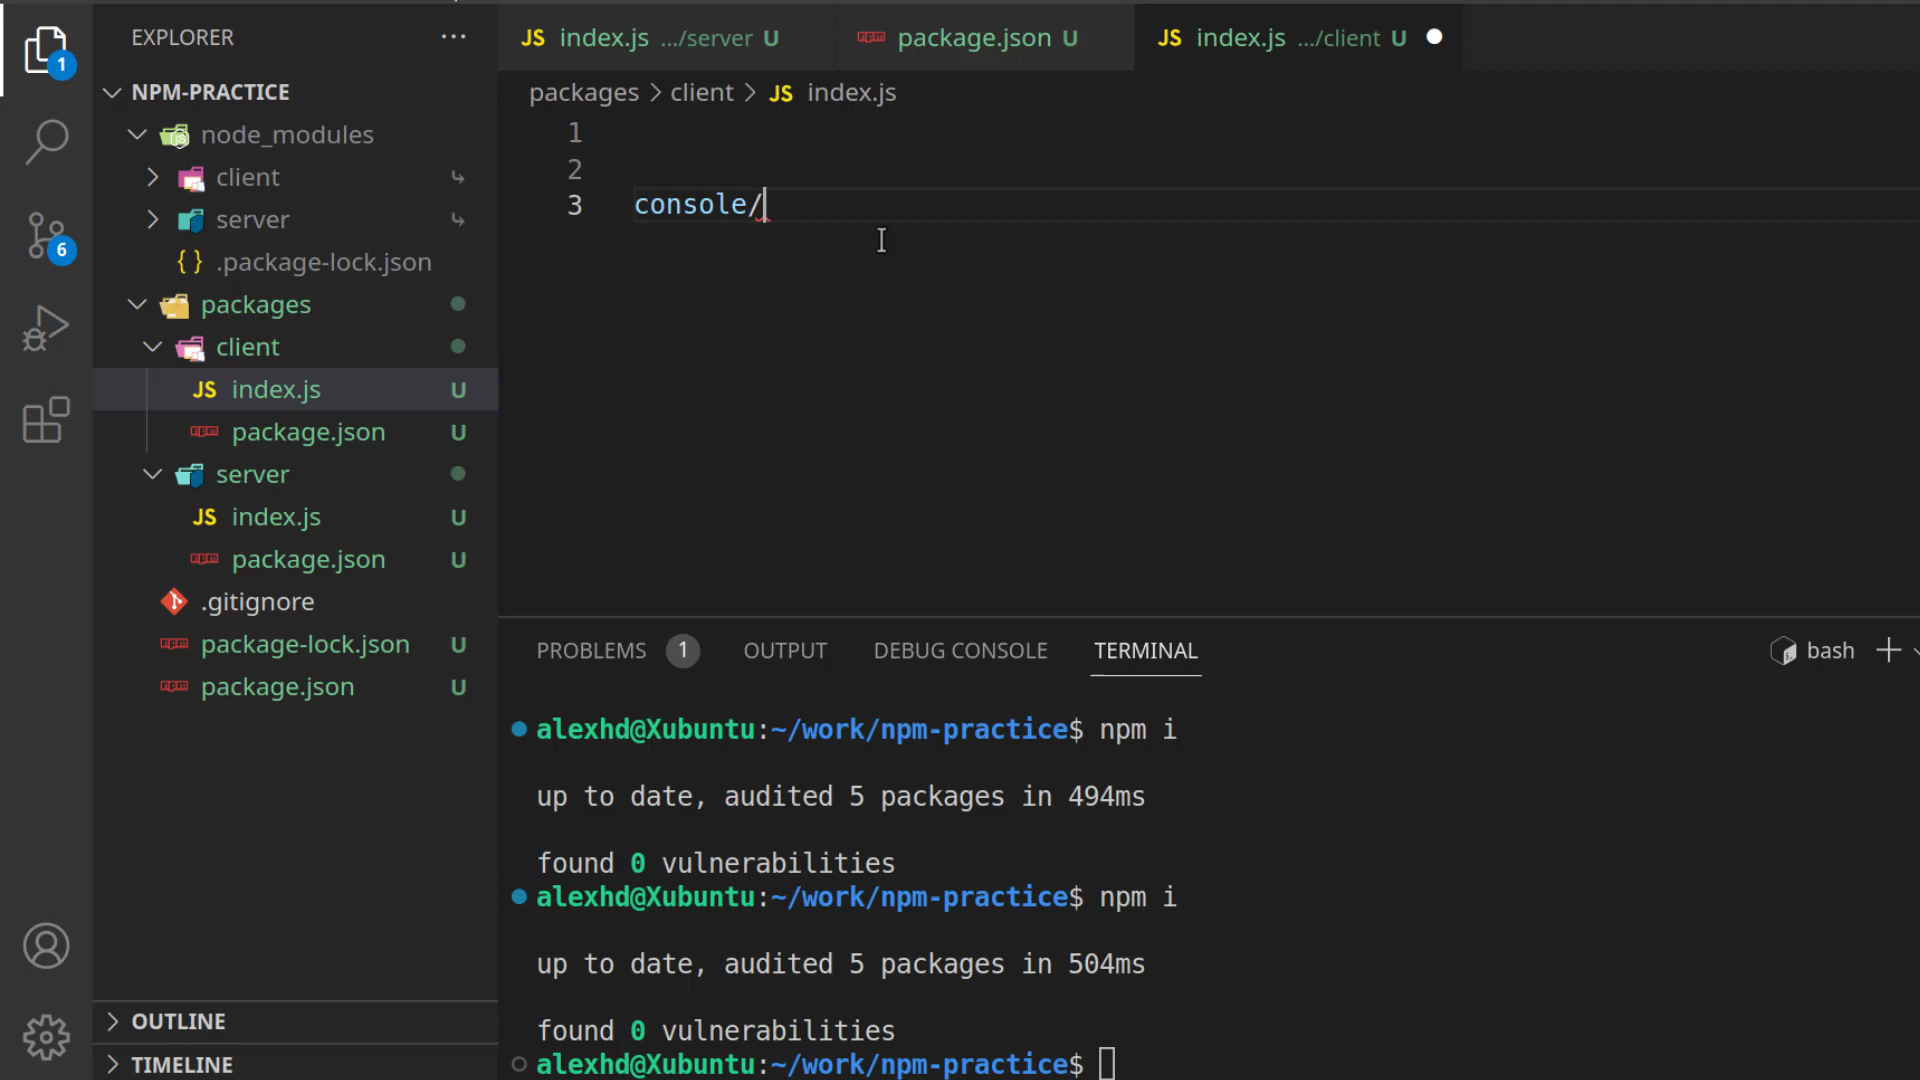 EXPLORER
1
NPM-PRACTICE
node_modules
client
server
.package-lock.json
packages
client
JS index.js U
package.json U
server
JS index.js U
package.json U
.gitignore
package-lock.json U
package.json U
6
OUTLINE
TIMELINE
JS index.js .../server U
package.json U
JS index.js .../client U
packages > client > JS index.js
1
2
3 console/
PROBLEMS 1 OUTPUT DEBUG CONSOLE TERMINAL
bash
alexhd@Xubuntu:~/work/npm-practice$ npm i
up to date, audited 5 packages in 494ms
found 0 vulnerabilities
alexhd@Xubuntu:~/work/npm-practice$ npm i
up to date, audited 5 packages in 504ms
found 0 vulnerabilities
alexhd@Xubuntu:~/work/npm-practice$